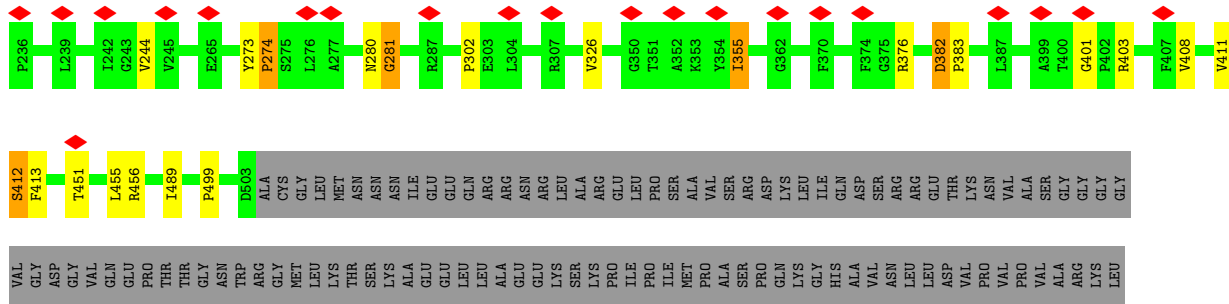 P236 L239 I242 G243 V244 V245 E265 Y273 P274 S275 L276 A277 N280 G281 R287 P302 E303 L304 R307 V326 G350 T351 A352 K353 Y354 I355 G362 F370 F374 G375 R376 D382 P383 L387 A399 T400 G401 P402 R403 F407 V408 V411
S412 F413 T451 L455 R456 I489 P499 D503 ALA CYS GLY LEU MET ASN ASN ASN ILE GLU GLU GLN ARG ARG ASN ARG LEU ALA ARG GLU LEU PRO SER ALA VAL SER ARG ASP LYS LEU ILE GLN ASP SER ARG ARG GLU THR LYS ASN VAL ALA SER GLY GLY GLY GLY
VAL GLY ASP GLY VAL GLN GLU PRO THR THR GLY ASN TRP ARG GLY MET LEU LYS THR SER LYS ALA GLU GLU LEU LEU ALA GLU GLU LYS SER LYS PRO ILE PRO ILE MET PRO ALA SER PRO GLN LYS GLY HIS ALA VAL ASN LEU LEU ASP VAL PRO VAL PRO VAL ALA ARG LYS LEU